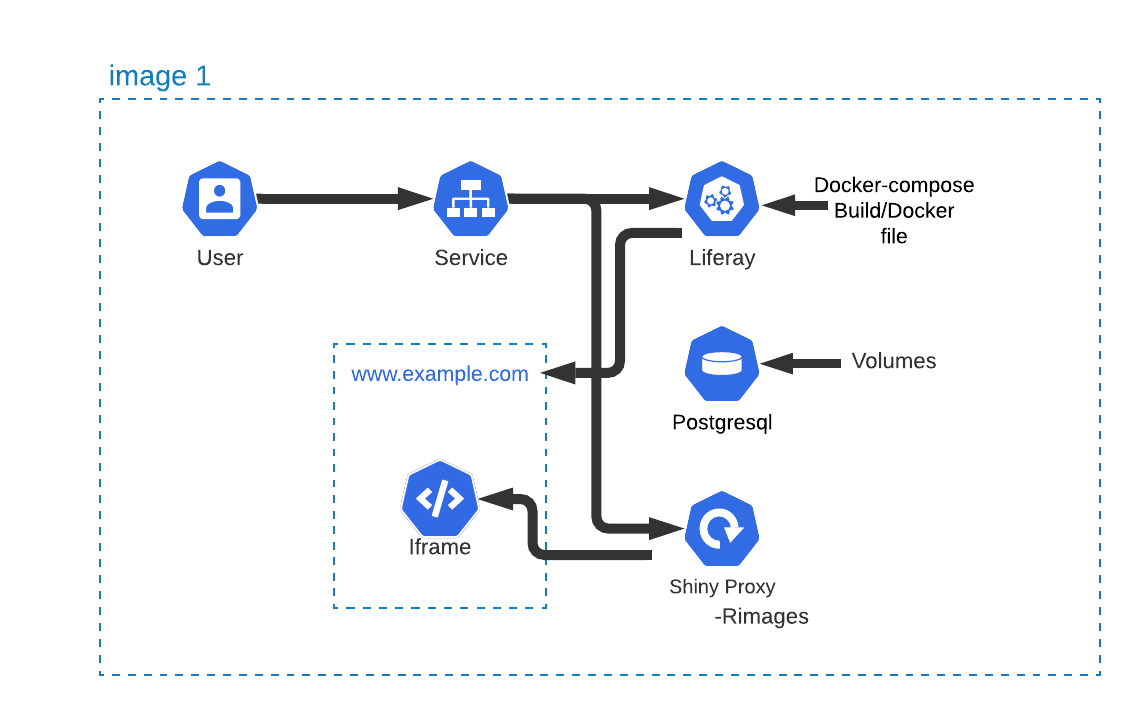 image 1
User
Service
Liferay
Docker-compose
Build/Docker
file
www.example.com
Volumes
Postgresql
Iframe
Shiny Proxy
-Rimages